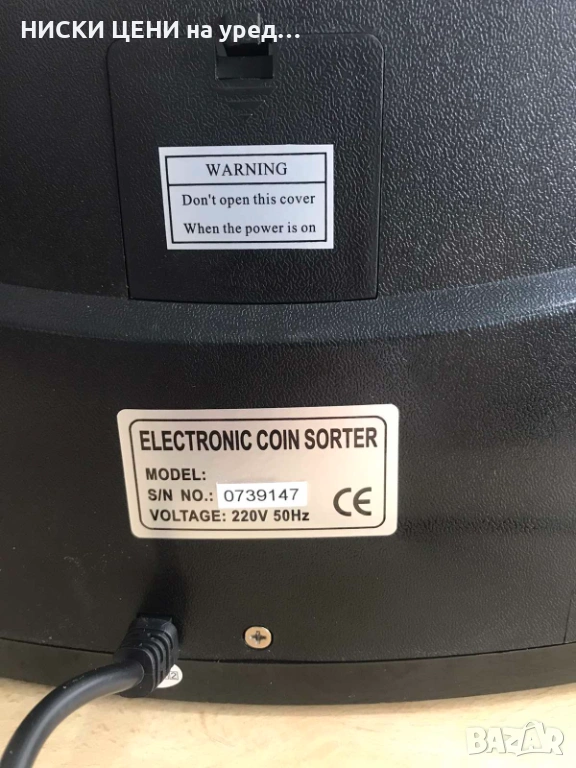 НИСКИ ЦЕНИ на уред...
WARNING
Don't open this cover
When the power is on
ELECTRONIC COIN SORTER
MODEL:
S/N NO.: 0739147
VOLTAGE: 220V 50Hz
CE
BAZAR